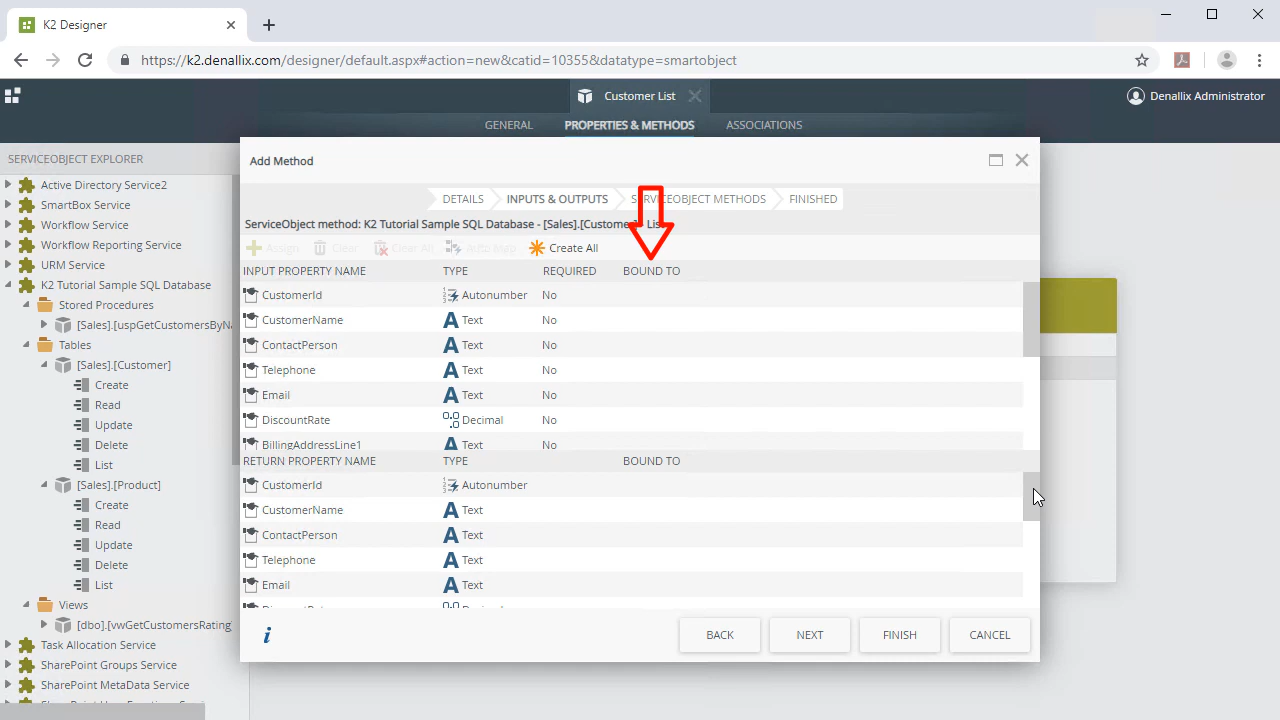 K2 Designer
https://k2.denallix.com/designer/default.aspx#action=new&catid=10355&datatype=smartobject
Customer List
Denallix Administrator
GENERAL PROPERTIES & METHODS ASSOCIATIONS
SERVICEOBJECT EXPLORER
Active Directory Service2
SmartBox Service
Workflow Service
Workflow Reporting Service
URM Service
K2 Tutorial Sample SQL Database
Stored Procedures
[Sales].[uspGetCustomersByNa
Tables
[Sales].[Customer]
Create
Read
Update
Delete
List
[Sales].[Product]
Create
Read
Update
Delete
List
Views
[dbo].[vwGetCustomersRating]
Task Allocation Service
SharePoint Groups Service
SharePoint MetaData Service
Add Method
DETAILS INPUTS & OUTPUTS SERVICEOBJECT METHODS FINISHED
ServiceObject method: K2 Tutorial Sample SQL Database - [Sales].[Custome
Assign Clear Clear All Auto Map Create All
INPUT PROPERTY NAME TYPE REQUIRED BOUND TO
CustomerId Autonumber No
CustomerName Text No
ContactPerson Text No
Telephone Text No
Email Text No
DiscountRate Decimal No
BillingAddressLine1 Text No
RETURN PROPERTY NAME TYPE BOUND TO
CustomerId Autonumber
CustomerName Text
ContactPerson Text
Telephone Text
Email Text
i
BACK NEXT FINISH CANCEL